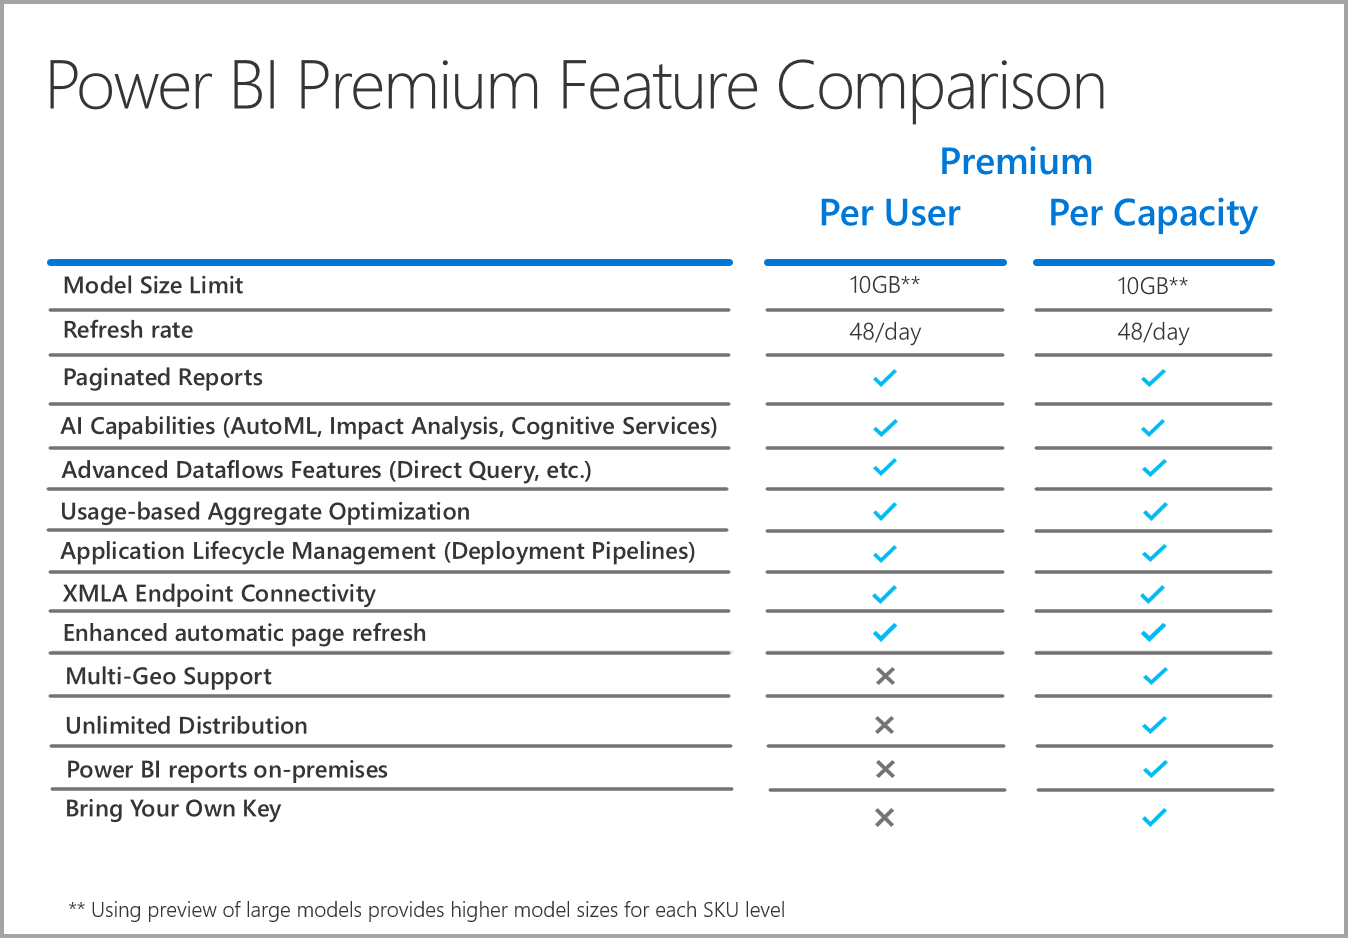 Power BI Premium Feature Comparison
Premium
Per User Per Capacity
Model Size Limit 10GB** 10GB**
Refresh rate 48/day 48/day
Paginated Reports
AI Capabilities (AutoML, Impact Analysis, Cognitive Services)
Advanced Dataflows Features (Direct Query, etc.)
Usage-based Aggregate Optimization
Application Lifecycle Management (Deployment Pipelines)
XMLA Endpoint Connectivity
Enhanced automatic page refresh
Multi-Geo Support
Unlimited Distribution
Power BI reports on-premises
Bring Your Own Key
** Using preview of large models provides higher model sizes for each SKU level